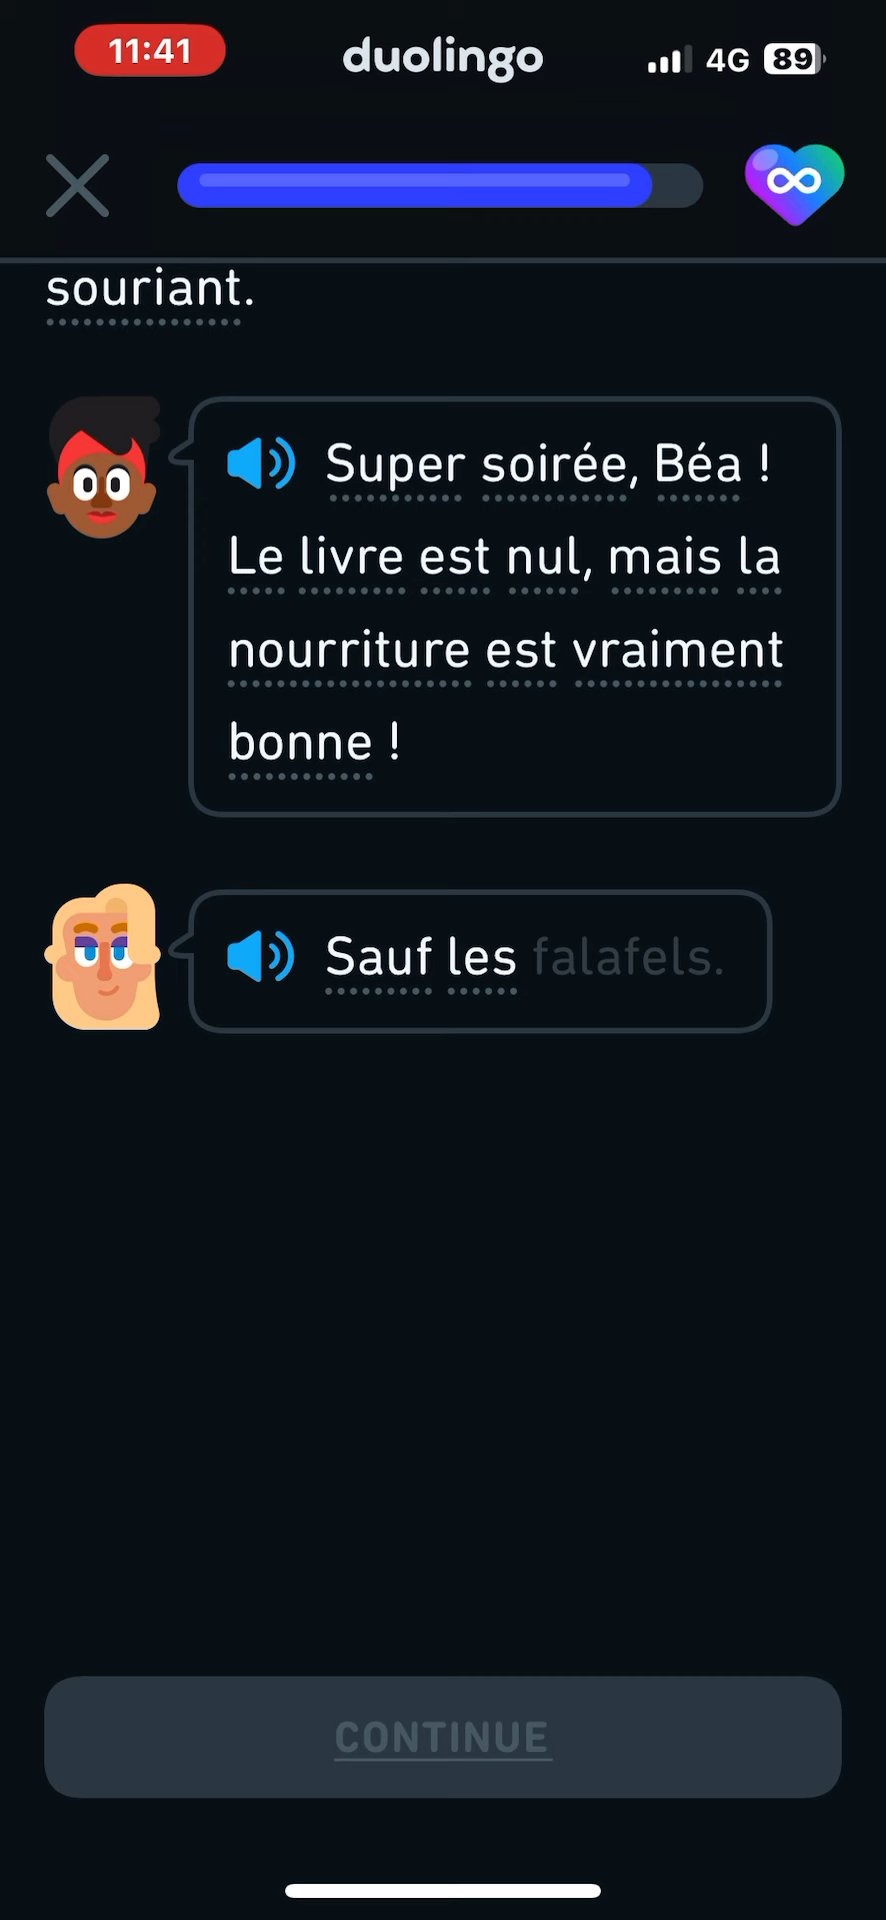 11:41 duolingo 4G 89
souriant.
Super soirée, Béa !
Le livre est nul, mais la
nourriture est vraiment
bonne !
Sauf les falafels.
CONTINUE